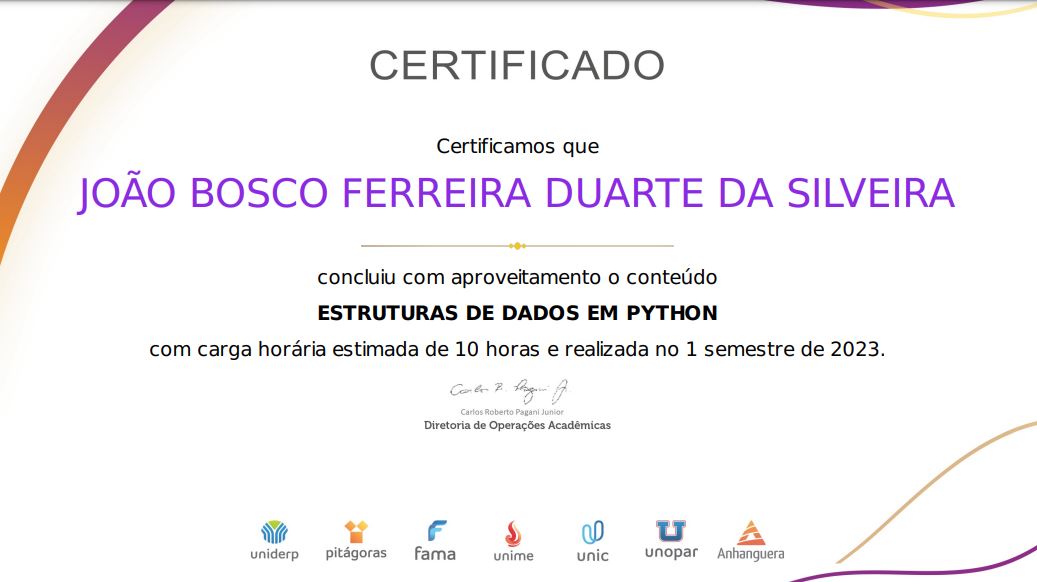 CERTIFICADO
Certificamos que
JOÃO BOSCO FERREIRA DUARTE DA SILVEIRA
concluiu com aproveitamento o conteúdo
ESTRUTURAS DE DADOS EM PYTHON
com carga horária estimada de 10 horas e realizada no 1 semestre de 2023.
Carlos R. Pagani Jr.
Carlos Roberto Pagani Junior
Diretoria de Operações Acadêmicas
uniderp pitágoras fama unime unic unopar Anhanguera